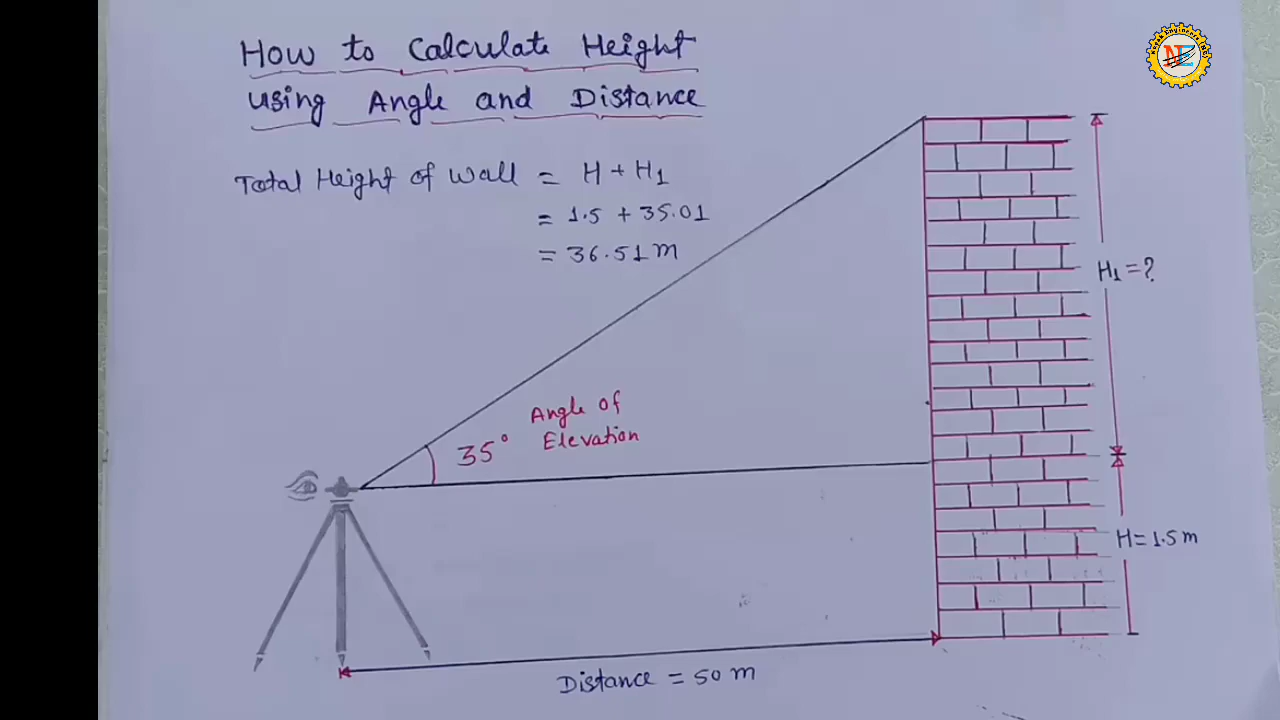 How to Calculate Height
using Angle and Distance
Total Height of Wall = H + H1
= 1.5 + 35.01
= 36.51 m
H1 = ?
Angle of
Elevation
35°
H = 1.5 m
Distance = 50 m
NE